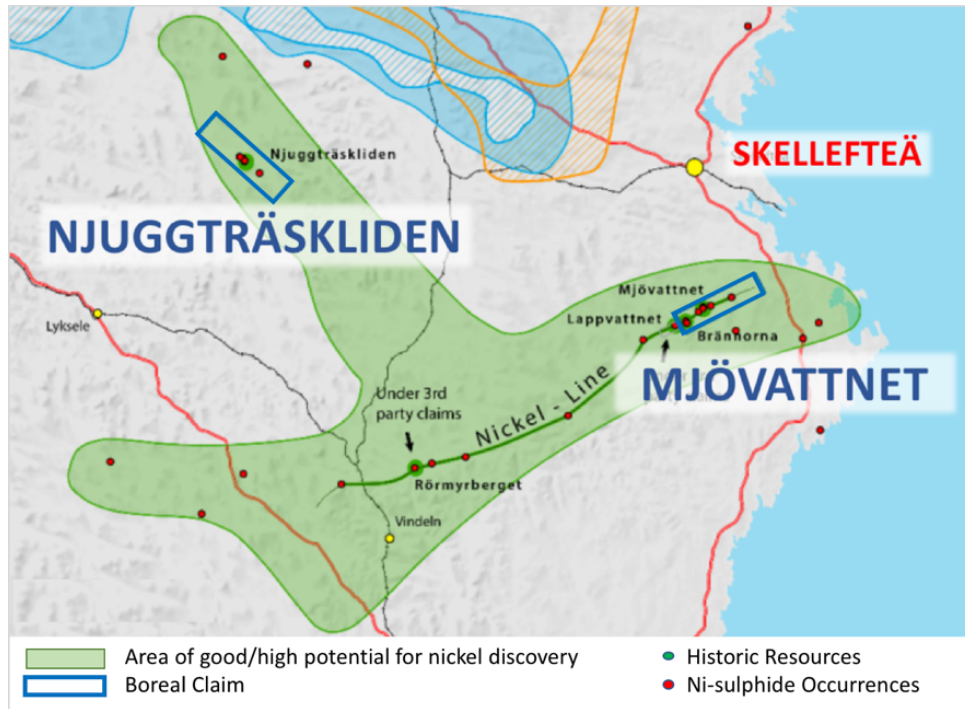 SKELLEFTEÄ
Njuggträskliden
NJUGGTRÄSKLIDEN
Mjövattnet
Lappvattnet
Brännorna
Lyksele
MJÖVATTNET
Under 3rd
party claims
Nickel - Line
Rörmyrberget
Vindeln
Area of good/high potential for nickel discovery
Historic Resources
Boreal Claim
Ni-sulphide Occurrences